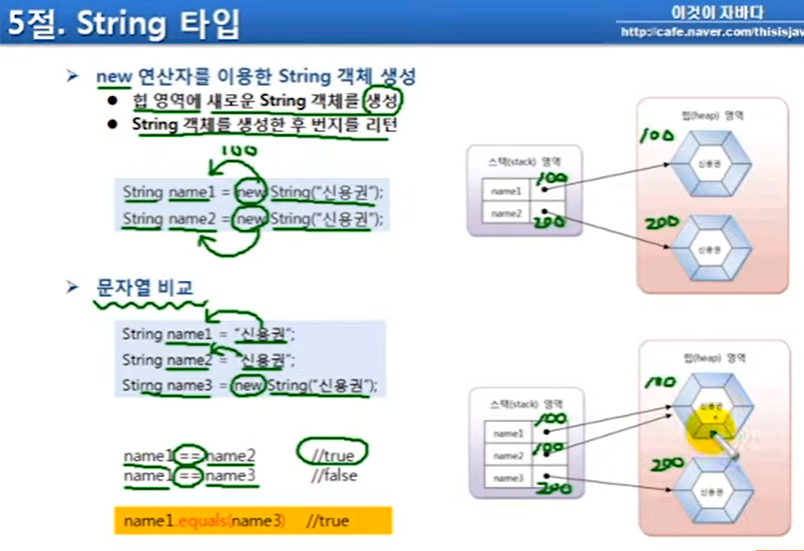 5절. String 타입
이것이 자바다
http://cafe.naver.com/thisisjav
new 연산자를 이용한 String 객체 생성
힙 영역에 새로운 String 객체를 생성
String 객체를 생성한 후 번지를 리턴
100
String name1 = new String("신용권");
String name2 = new String("신용권");
힙(heap) 영역
100
신용권
스택(stack) 영역
name1 100
name2 200
200
신용권
문자열 비교
String name1 = "신용권";
String name2 = "신용권";
Stirng name3 = new String("신용권");
name1 == name2 //true
name1 == name3 //false
name1.equals(name3) //true
힙(heap) 영역
100
신용권
스택(stack) 영역
name1 100
name2 100
name3 200
200
신용권